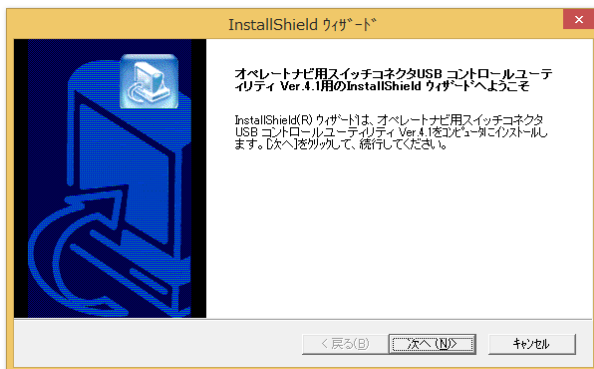 InstallShield ウィザード
オペレートナビ用スイッチコネクタUSB コントロールユーテ
ィリティ Ver.4.1用のInstallShield ウィザードへようこそ
InstallShield(R) ウィザードは、オペレートナビ用スイッチコネクタ
USB コントロールユーティリティ Ver.4.1をコンピュータにインストールし
ます。[次へ]をクリックして、続行してください。
< 戻る(B)
次へ(N)>
キャンセル